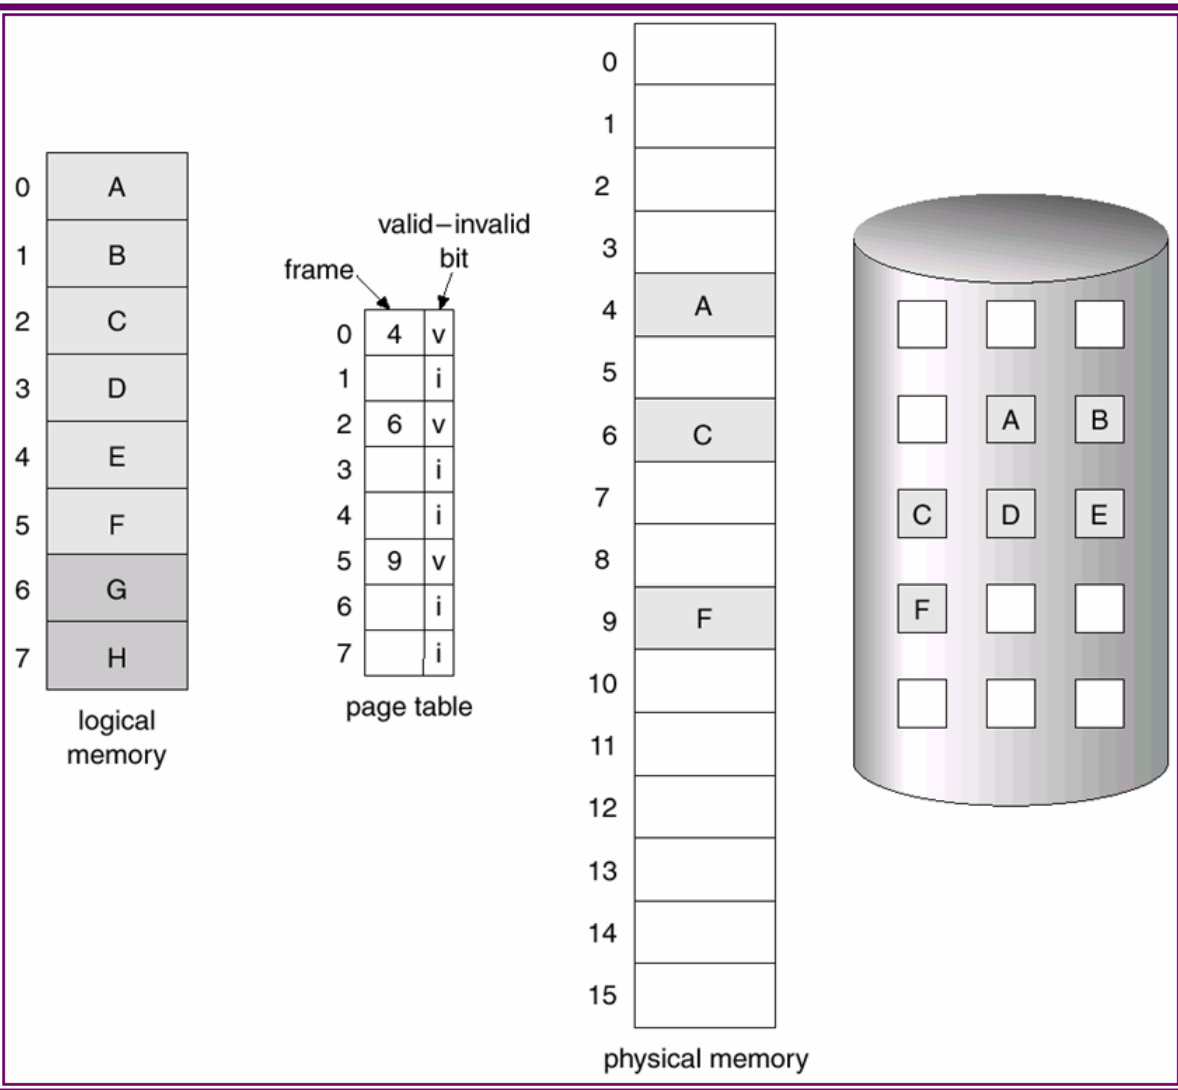 0 A
1 B
2 C
3 D
4 E
5 F
6 G
7 H
logical
memory
valid–invalid
bit
frame
0 4 v
1 i
2 6 v
3 i
4 i
5 9 v
6 i
7 i
page table
0
1
2
3
4 A
5
6 C
7
8
9 F
10
11
12
13
14
15
physical memory
A B
C D E
F